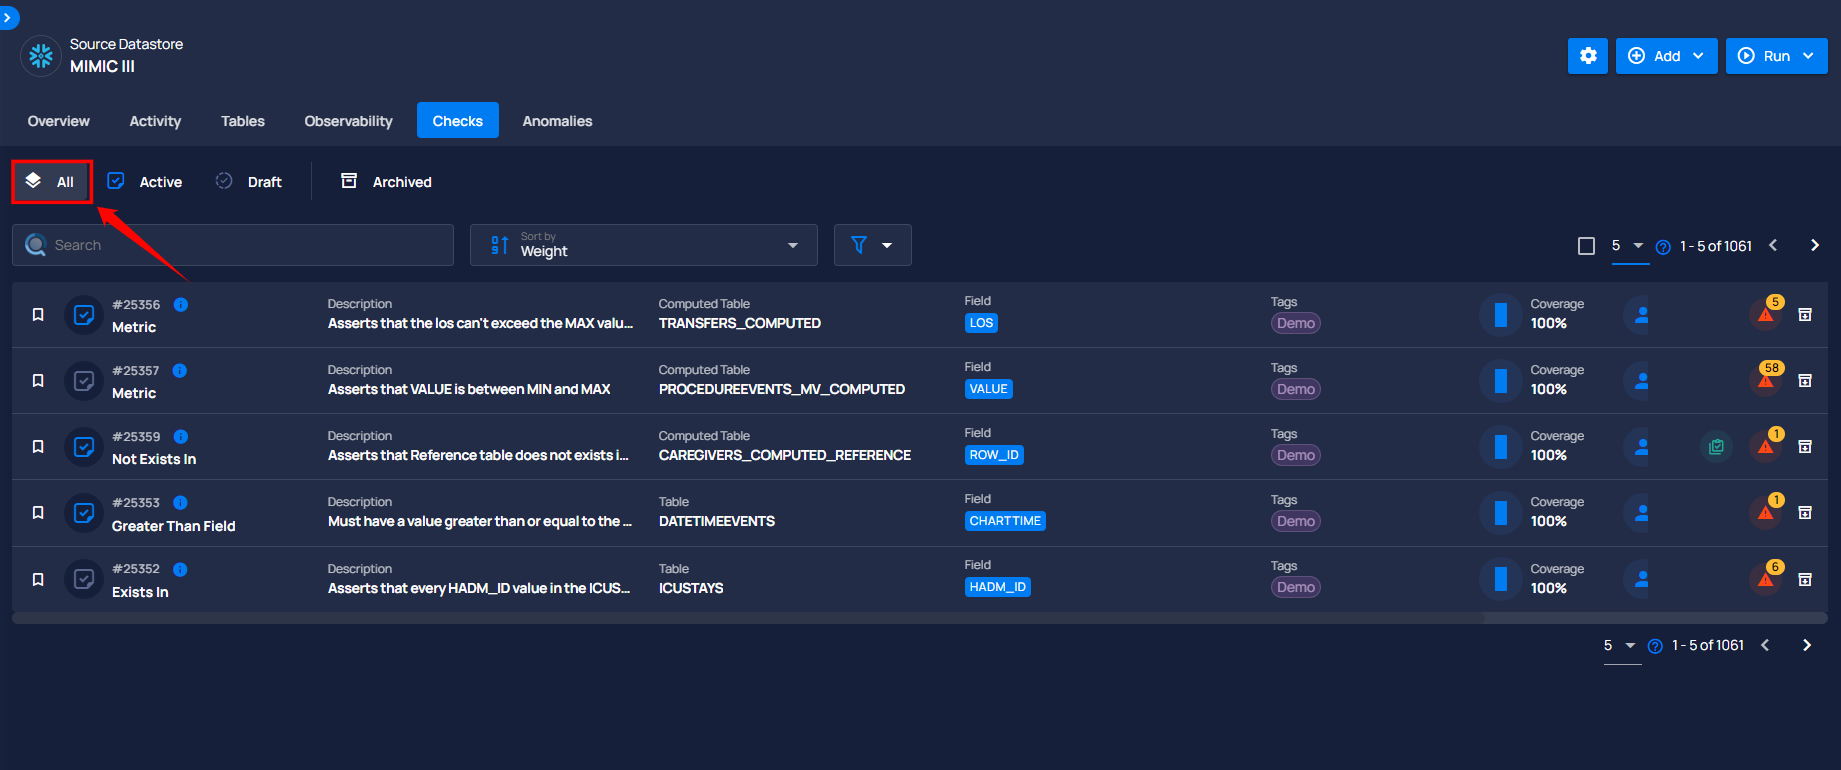 Source Datastore
MIMIC III
Add
Run
Overview
Activity
Tables
Observability
Checks
Anomalies
All
Active
Draft
Archived
Search
Sort by
Weight
5
1 - 5 of 1061
#25356
Metric
Description
Asserts that the los can't exceed the MAX valu...
Computed Table
TRANSFERS_COMPUTED
Field
LOS
Tags
Demo
Coverage
100%
5
#25357
Metric
Description
Asserts that VALUE is between MIN and MAX
Computed Table
PROCEDUREEVENTS_MV_COMPUTED
Field
VALUE
Tags
Demo
Coverage
100%
58
#25359
Not Exists In
Description
Asserts that Reference table does not exists i...
Computed Table
CAREGIVERS_COMPUTED_REFERENCE
Field
ROW_ID
Tags
Demo
Coverage
100%
1
#25353
Greater Than Field
Description
Must have a value greater than or equal to the ...
Table
DATETIMEEVENTS
Field
CHARTTIME
Tags
Demo
Coverage
100%
1
#25352
Exists In
Description
Asserts that every HADM_ID value in the ICUS...
Table
ICUSTAYS
Field
HADM_ID
Tags
Demo
Coverage
100%
6
5
1 - 5 of 1061